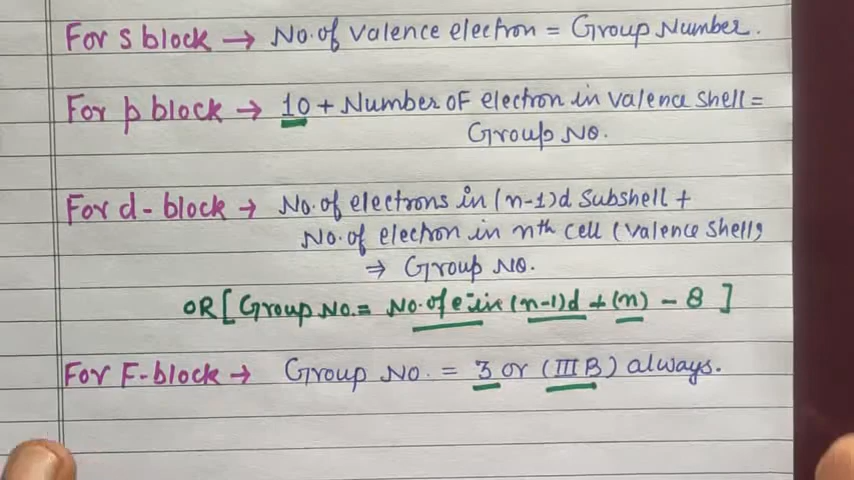 For s block → No. of valence electron = Group Number.
For p block → 10 + Number of electron in valence shell =
Group No.
For d-block → No. of electrons in (n-1)d subshell +
No. of electron in nth cell (valence shell)
⇒ Group No.
OR [Group No. = No. of e⁻ in (n-1)d + (n) - 8]
For F-block → Group No. = 3 or (III B) always.